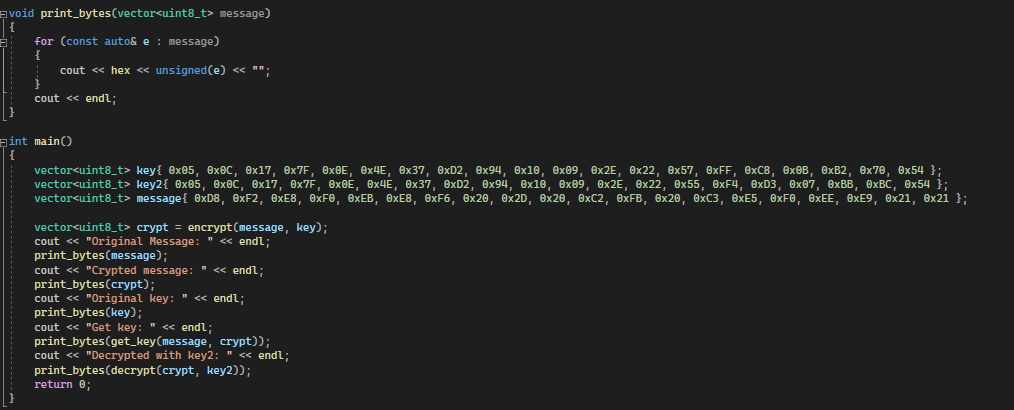 void print_bytes(vector<uint8_t> message)
{
for (const auto& e : message)
{
cout << hex << unsigned(e) << "";
}
cout << endl;
}
int main()
{
vector<uint8_t> key{ 0x05, 0x0C, 0x17, 0x7F, 0x0E, 0x4E, 0x37, 0xD2, 0x94, 0x10, 0x09, 0x2E, 0x22, 0x57, 0xFF, 0xC8, 0x0B, 0xB2, 0x70, 0x54 };
vector<uint8_t> key2{ 0x05, 0x0C, 0x17, 0x7F, 0x0E, 0x4E, 0x37, 0xD2, 0x94, 0x10, 0x09, 0x2E, 0x22, 0x55, 0xF4, 0xD3, 0x07, 0xBB, 0xBC, 0x54 };
vector<uint8_t> message{ 0xD8, 0xF2, 0xE8, 0xF0, 0xEB, 0xE8, 0xF6, 0x20, 0x2D, 0x20, 0xC2, 0xFB, 0x20, 0xC3, 0xE5, 0xF0, 0xEE, 0xE9, 0x21, 0x21 };
vector<uint8_t> crypt = encrypt(message, key);
cout << "Original Message: " << endl;
print_bytes(message);
cout << "Crypted message: " << endl;
print_bytes(crypt);
cout << "Original key: " << endl;
print_bytes(key);
cout << "Get key: " << endl;
print_bytes(get_key(message, crypt));
cout << "Decrypted with key2: " << endl;
print_bytes(decrypt(crypt, key2));
return 0;
}